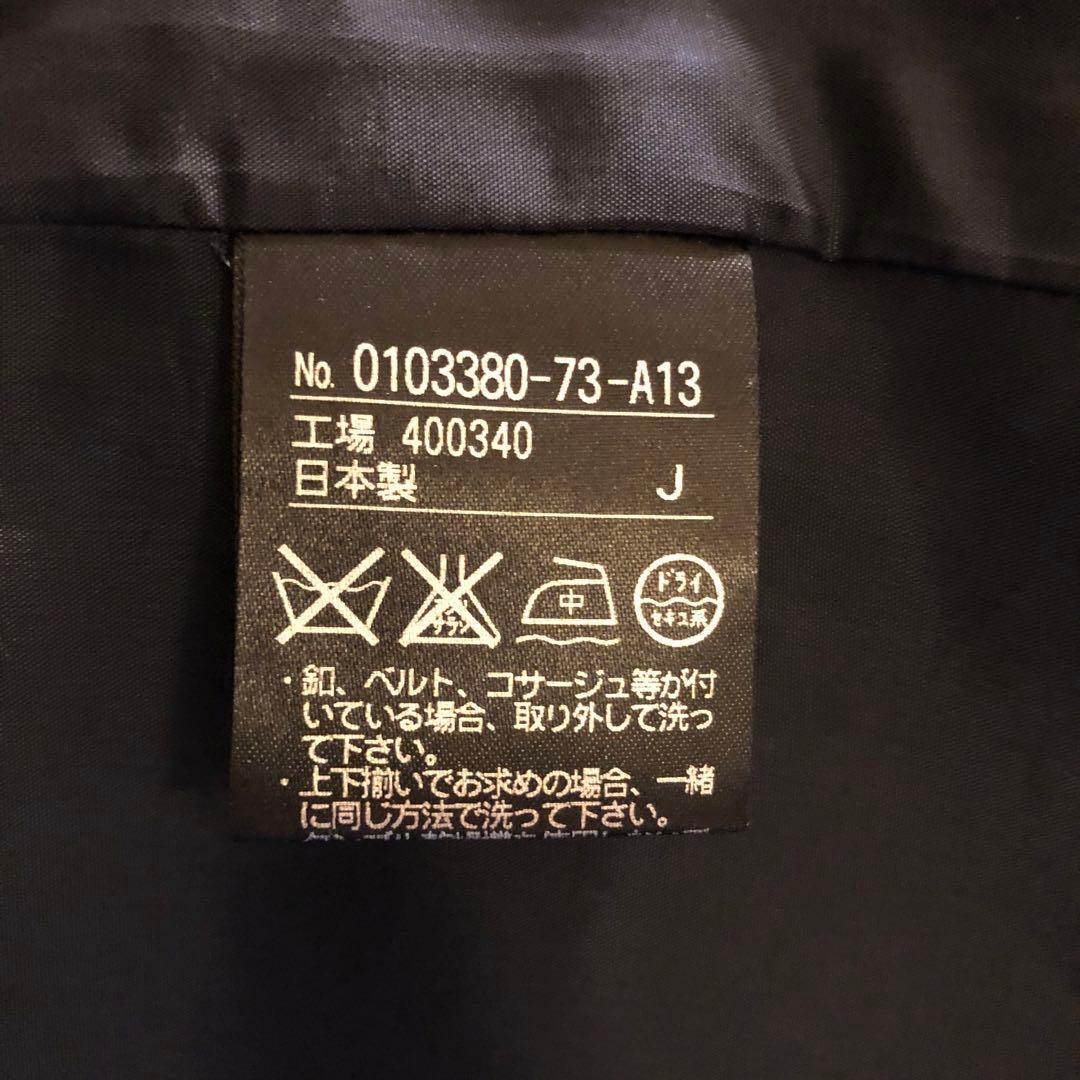 No. 0103380-73-A13
工場 400340
日本製 J
中
ドライ
セキユ系
・釦、ベルト、コサージュ等が付
いている場合、取り外して洗っ
て下さい。
・上下揃いでお求めの場合、一緒
に同じ方法で洗って下さい。